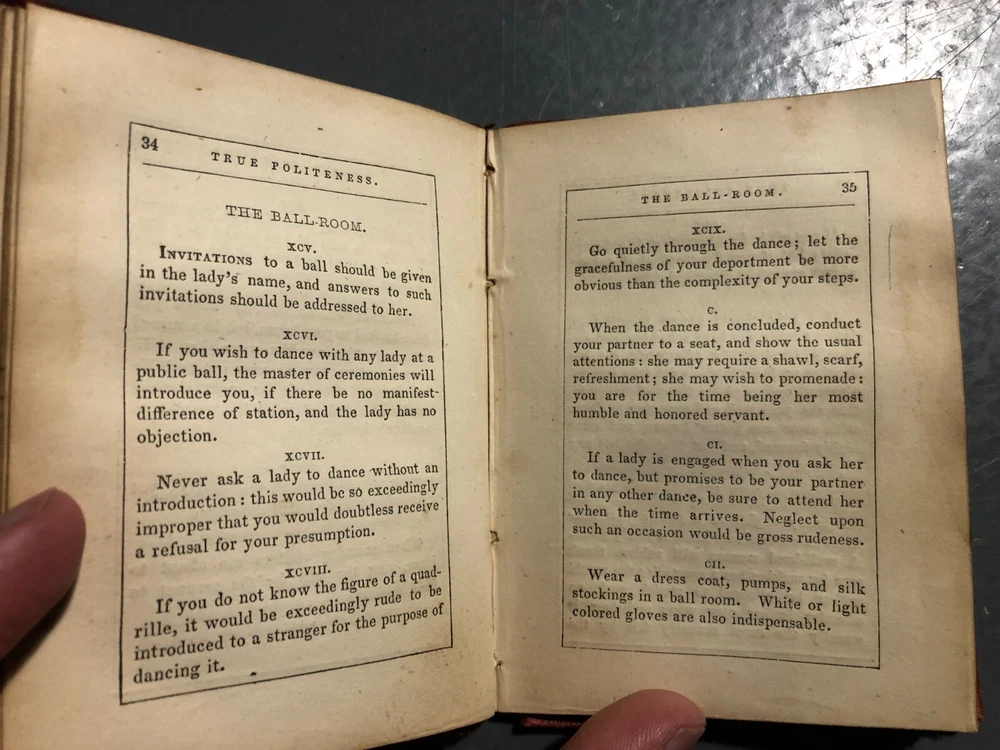 34
TRUE POLITENESS.
THE BALL-ROOM.
XCV.
INVITATIONS to a ball should be given
in the lady's name, and answers to such
invitations should be addressed to her.
XCVI.
If you wish to dance with any lady at a
public ball, the master of ceremonies will
introduce you, if there be no manifest
difference of station, and the lady has no
objection.
XCVII.
Never ask a lady to dance without an
introduction: this would be so exceedingly
improper that you would doubtless receive
a refusal for your presumption.
XCVIII.
If you do not know the figure of a quad-
rille, it would be exceedingly rude to be
introduced to a stranger for the purpose of
dancing it.
THE BALL-ROOM. 35
XCIX.
Go quietly through the dance; let the
gracefulness of your deportment be more
obvious than the complexity of your steps.
C.
When the dance is concluded, conduct
your partner to a seat, and show the usual
attentions: she may require a shawl, scarf,
refreshment; she may wish to promenade:
you are for the time being her most
humble and honored servant.
CI.
If a lady is engaged when you ask her
to dance, but promises to be your partner
in any other dance, be sure to attend her
when the time arrives. Neglect upon
such an occasion would be gross rudeness.
CII.
Wear a dress coat, pumps, and silk
stockings in a ball room. White or light
colored gloves are also indispensable.